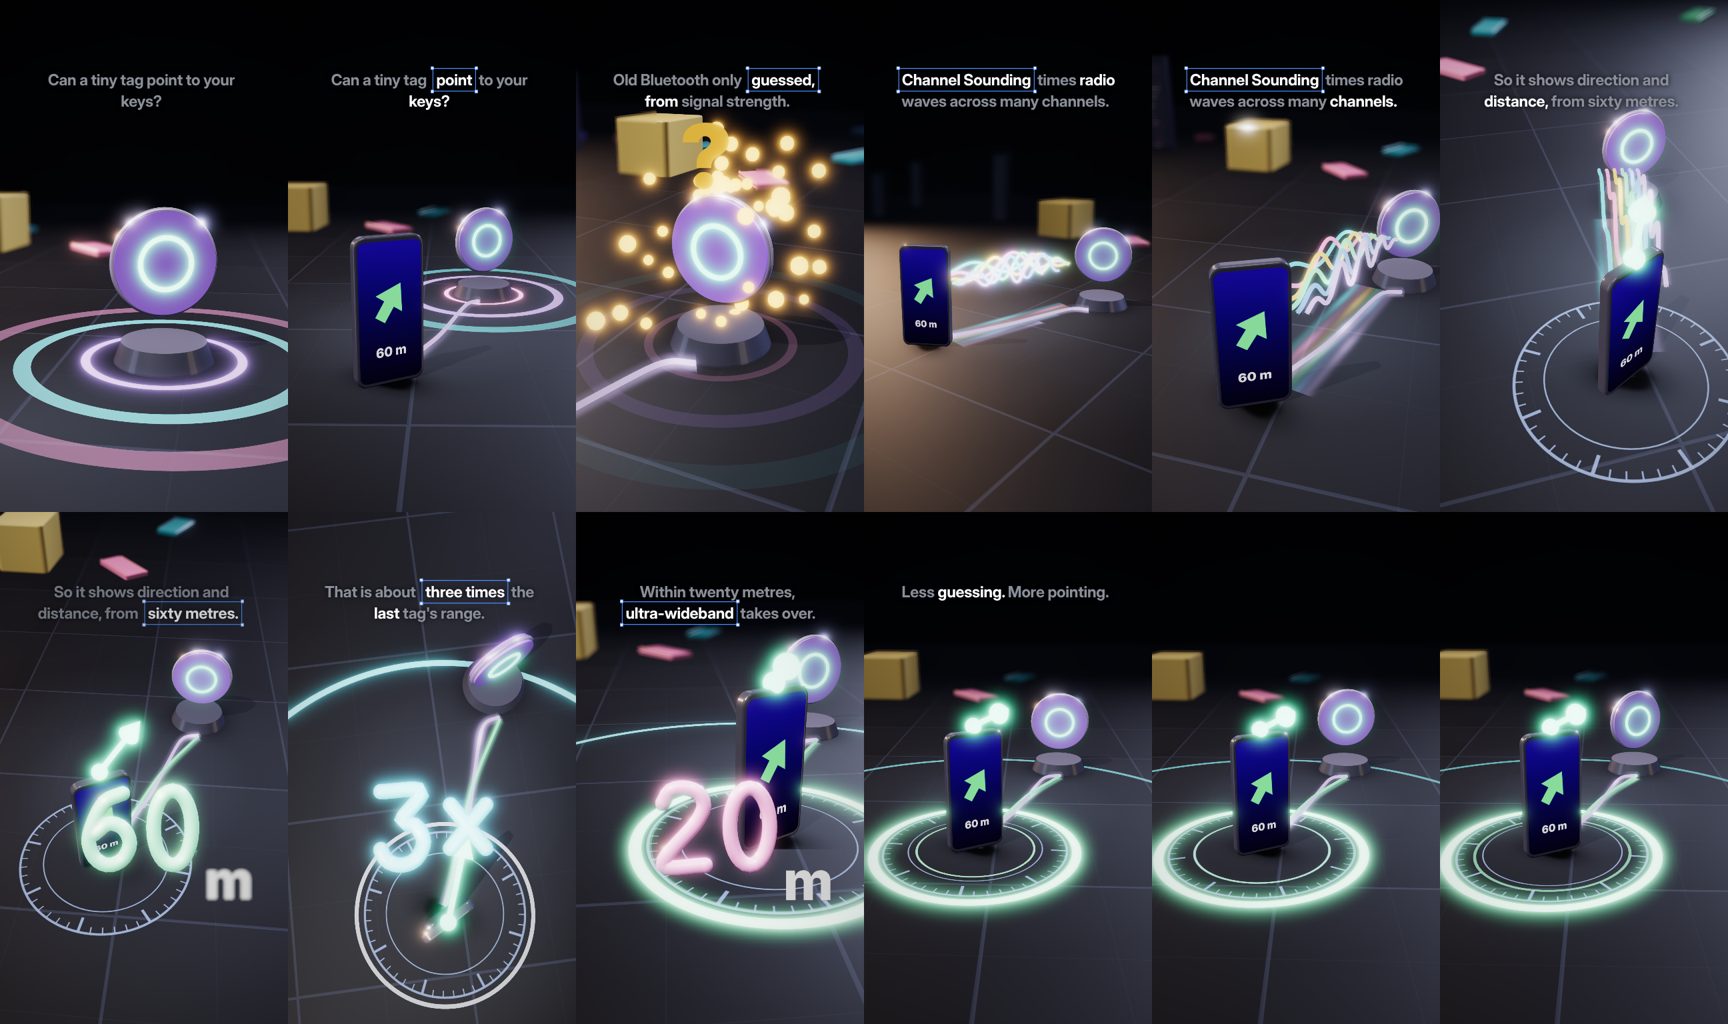 Can a tiny tag point to your
keys?
Can a tiny tag point to your
keys?
60 m
Old Bluetooth only guessed,
from signal strength.
?
Channel Sounding times radio
waves across many channels.
60 m
Channel Sounding times radio
waves across many channels.
60 m
So it shows direction and
distance, from sixty metres.
60 m
So it shows direction and
distance, from sixty metres.
60 m
60
m
That is about three times the
last tag's range.
3x
Within twenty metres,
ultra-wideband takes over.
20
m
m
Less guessing. More pointing.
60 m
60 m
60 m